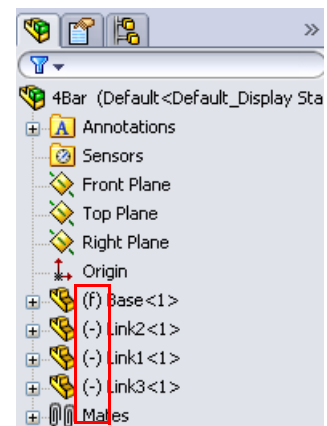 4Bar (Default<Default_Display Sta
A Annotations
Sensors
Front Plane
Top Plane
Right Plane
Origin
(f) Base<1>
(-) Link2<1>
(-) Link1<1>
(-) Link3<1>
Mates